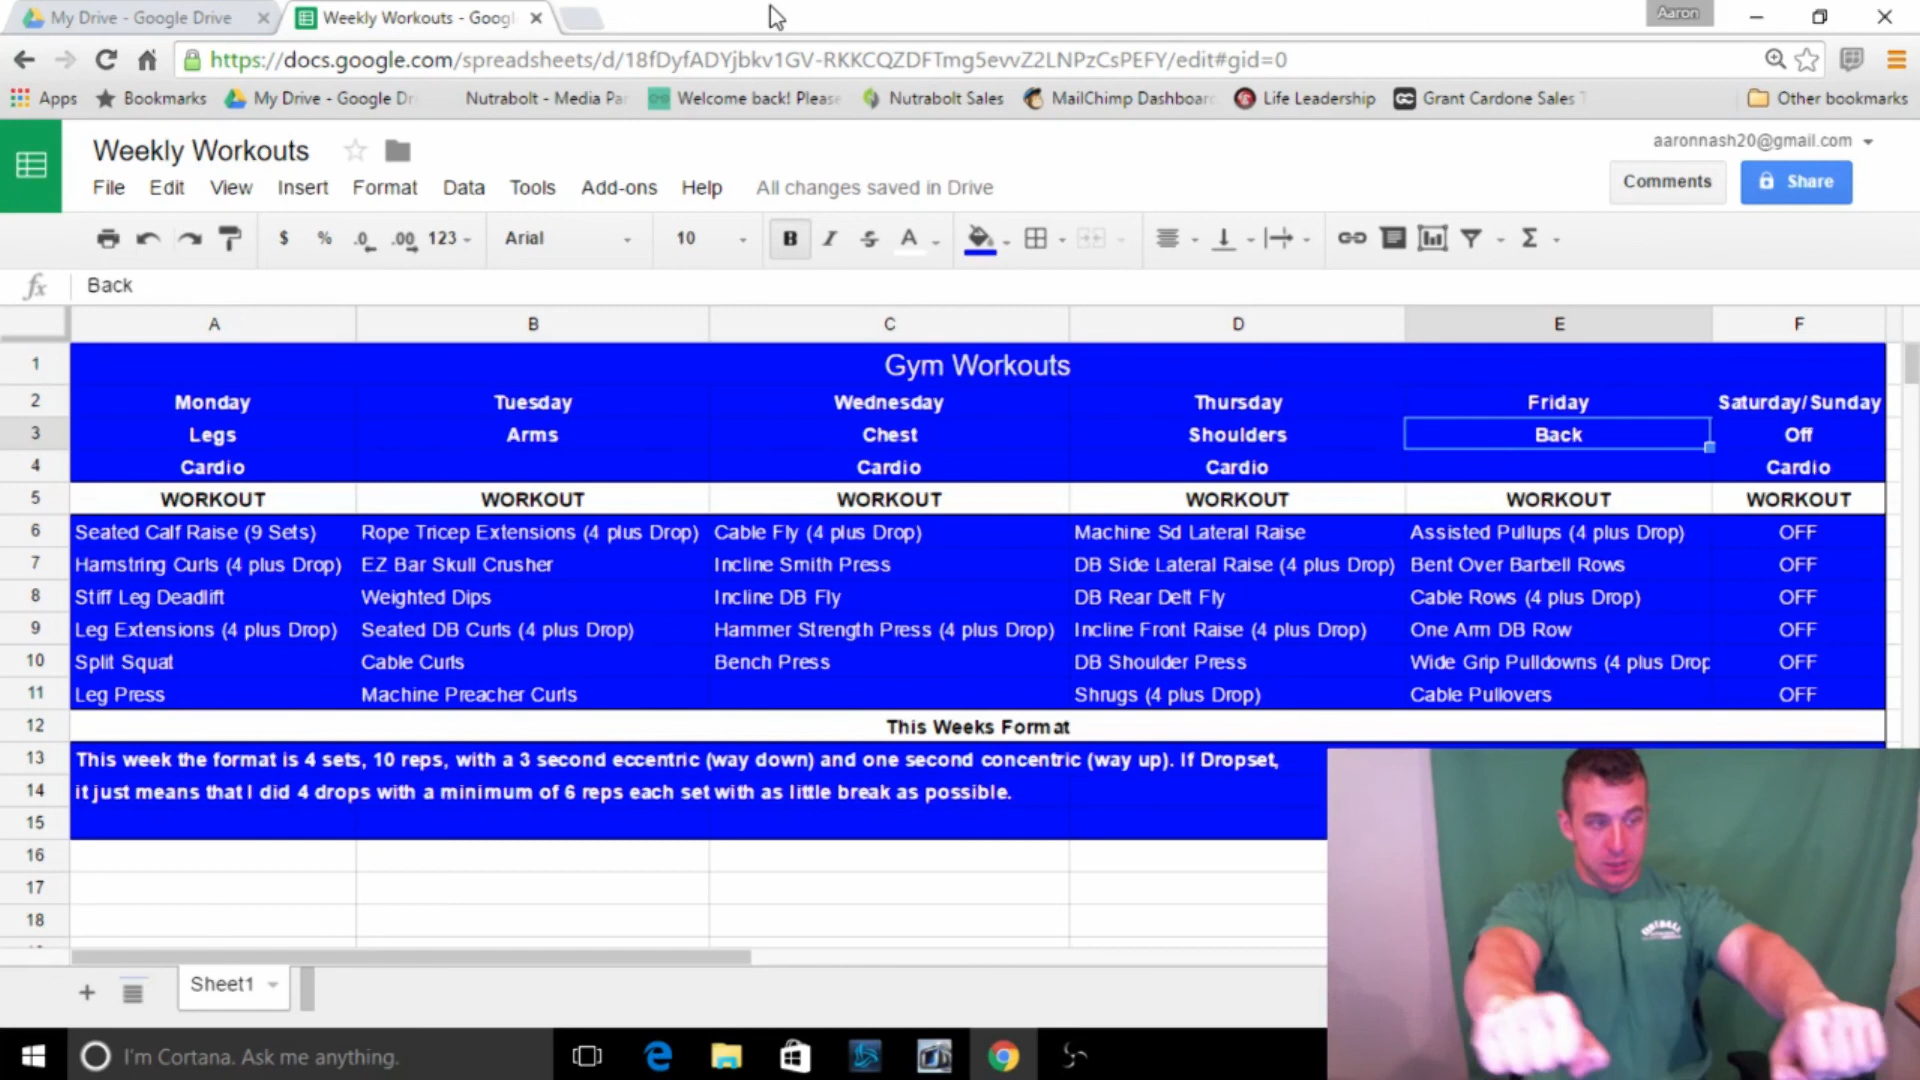 My Drive - Google Drive
Weekly Workouts - Googl
Aaron
https://docs.google.com/spreadsheets/d/18fDyfADYjbkv1GV-RKKCQZDFTmg5evvZ2LNPzCsPEFY/edit#gid=0
Apps Bookmarks My Drive - Google Dr Nutrabolt - Media Par Welcome back! Please Nutrabolt Sales MailChimp Dashboar Life Leadership Grant Cardone Sales T Other bookmarks
Weekly Workouts
aaronnash20@gmail.com
File Edit View Insert Format Data Tools Add-ons Help All changes saved in Drive
Comments Share
$ % .0 .00 123 Arial 10 B I S A Σ
fx Back
A B C D E F
1 Gym Workouts
2 Monday Tuesday Wednesday Thursday Friday Saturday/Sunday
3 Legs Arms Chest Shoulders Back Off
4 Cardio Cardio Cardio Cardio
5 WORKOUT WORKOUT WORKOUT WORKOUT WORKOUT WORKOUT
6 Seated Calf Raise (9 Sets) Rope Tricep Extensions (4 plus Drop) Cable Fly (4 plus Drop) Machine Sd Lateral Raise Assisted Pullups (4 plus Drop) OFF
7 Hamstring Curls (4 plus Drop) EZ Bar Skull Crusher Incline Smith Press DB Side Lateral Raise (4 plus Drop) Bent Over Barbell Rows OFF
8 Stiff Leg Deadlift Weighted Dips Incline DB Fly DB Rear Delt Fly Cable Rows (4 plus Drop) OFF
9 Leg Extensions (4 plus Drop) Seated DB Curls (4 plus Drop) Hammer Strength Press (4 plus Drop) Incline Front Raise (4 plus Drop) One Arm DB Row OFF
10 Split Squat Cable Curls Bench Press DB Shoulder Press Wide Grip Pulldowns (4 plus Drop OFF
11 Leg Press Machine Preacher Curls Shrugs (4 plus Drop) Cable Pullovers OFF
12 This Weeks Format
13 This week the format is 4 sets, 10 reps, with a 3 second eccentric (way down) and one second concentric (way up). If Dropset,
14 it just means that I did 4 drops with a minimum of 6 reps each set with as little break as possible.
15
16
17
18
Sheet1
I'm Cortana. Ask me anything.